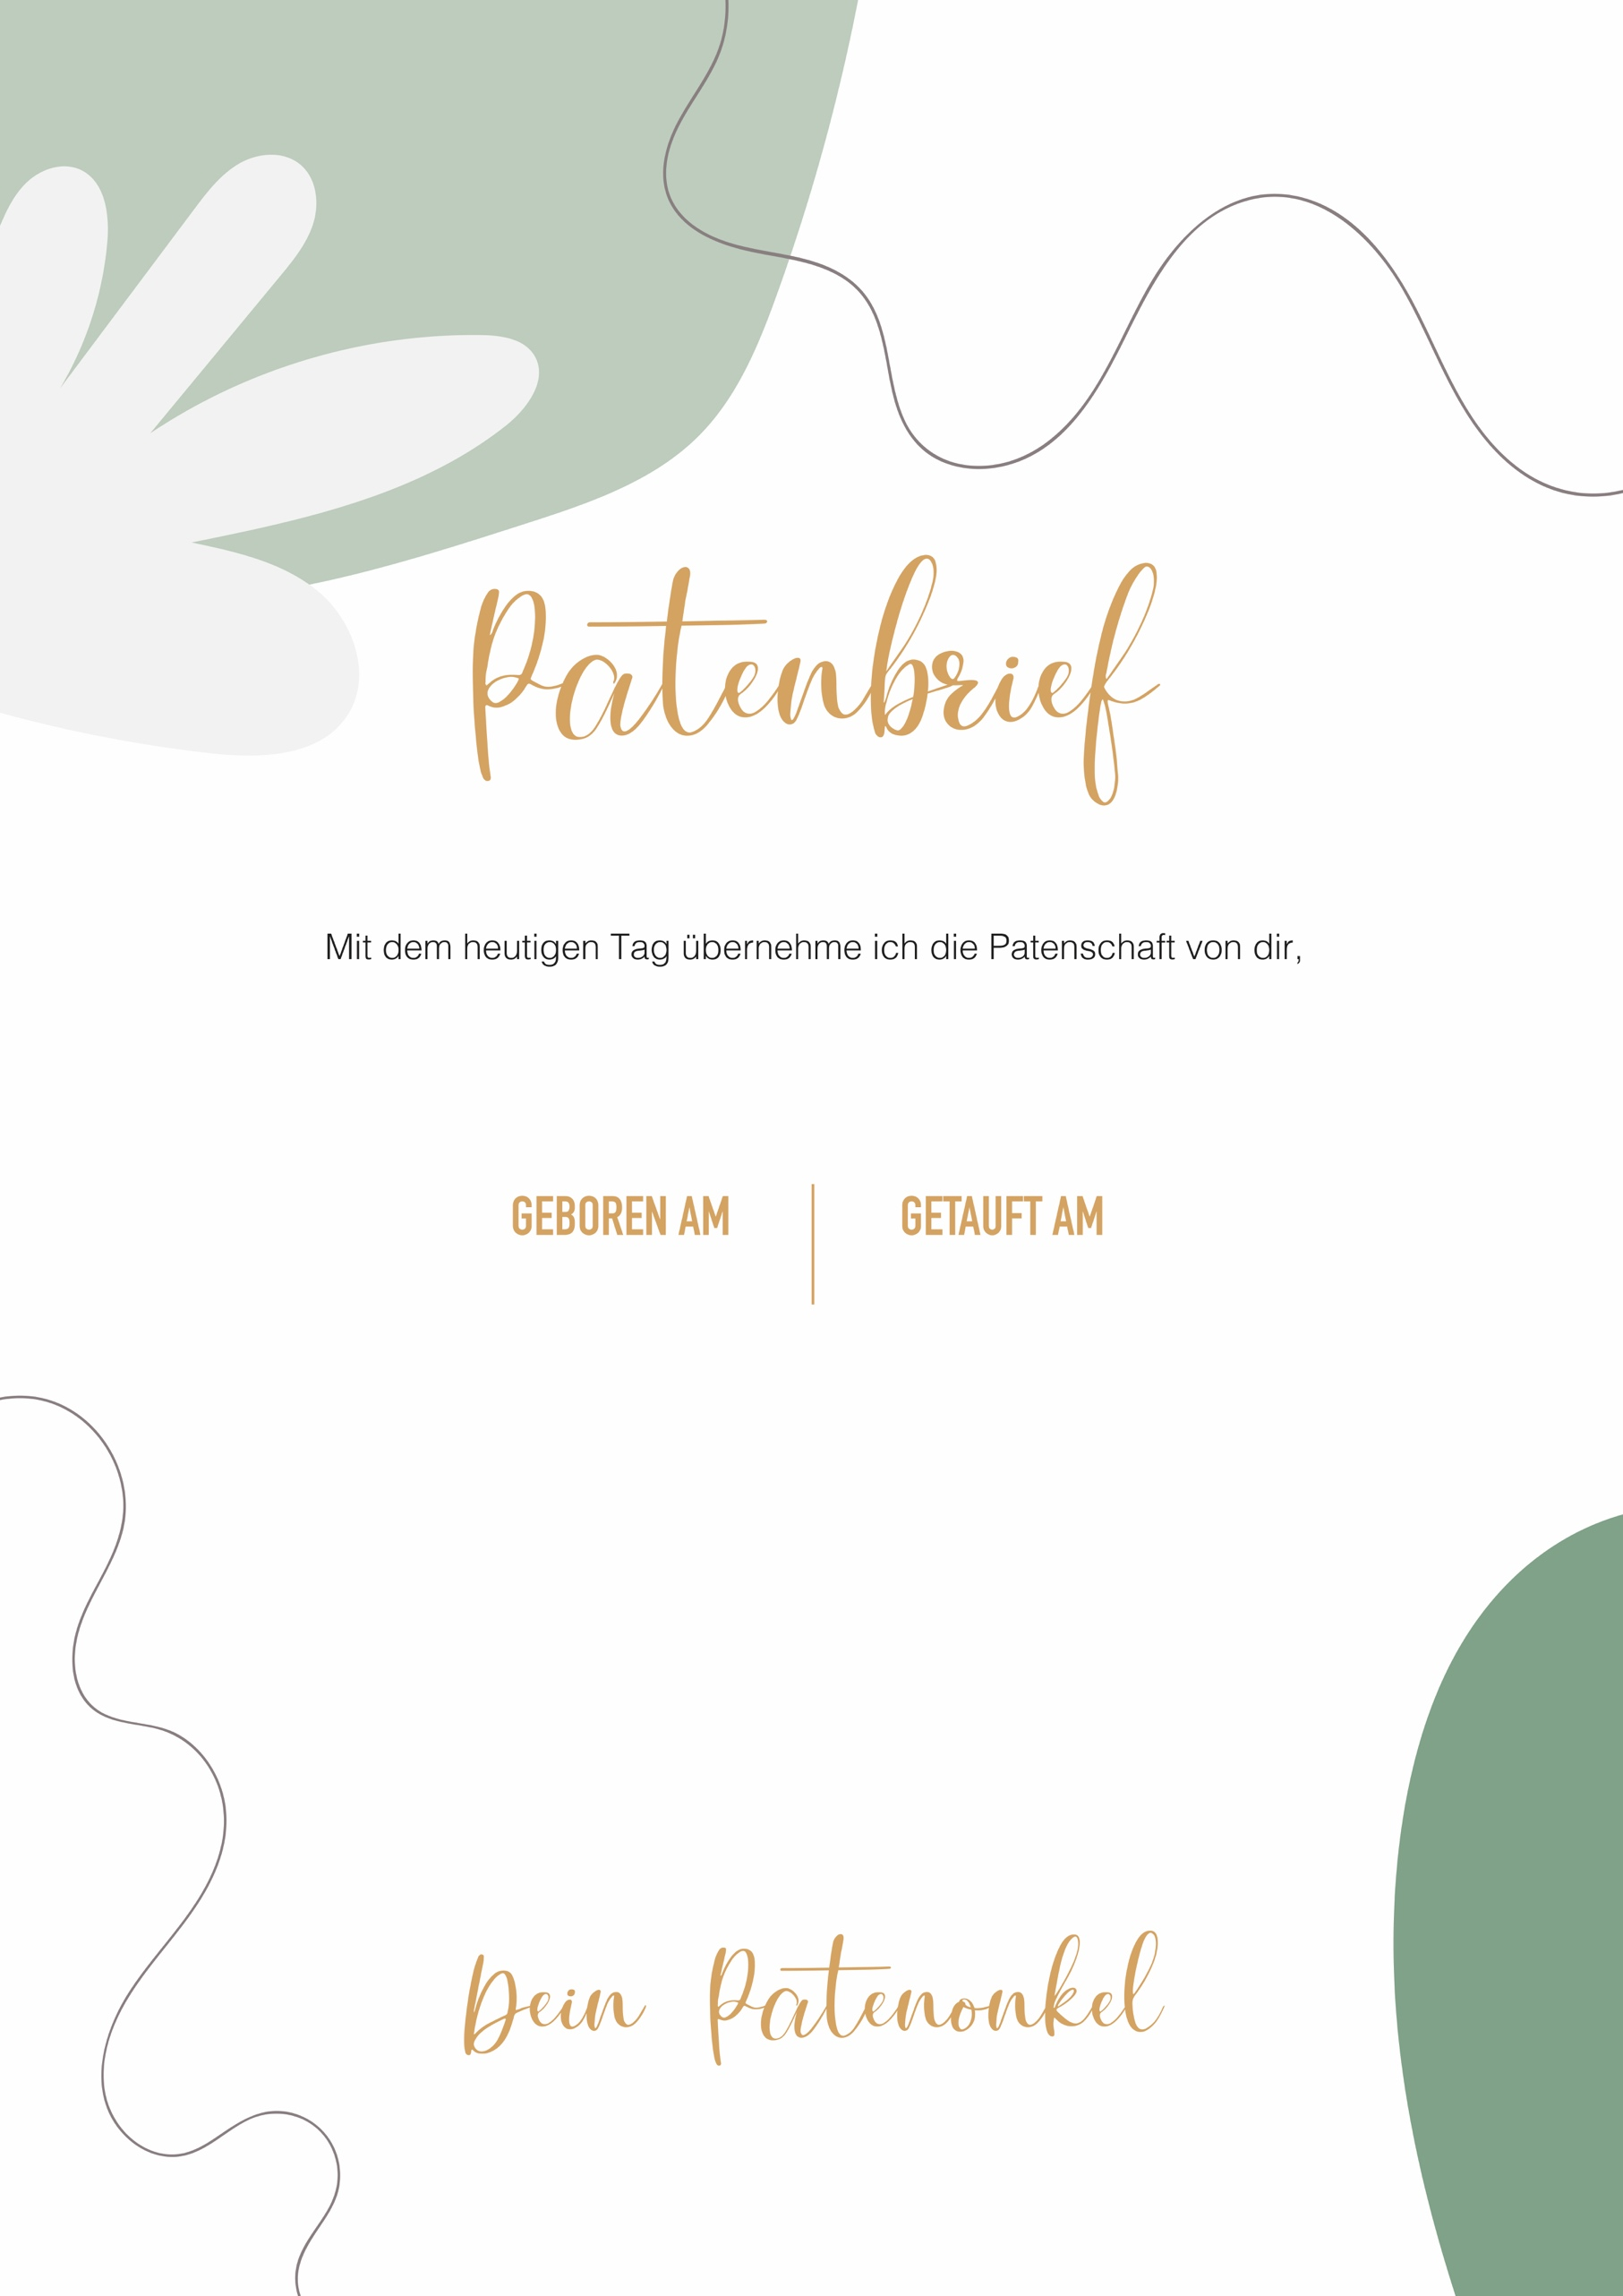 Patenbrief
Mit dem heutigen Tag übernehme ich die Patenschaft von dir,
GEBOREN AM
GETAUFT AM
Dein Patenonkel